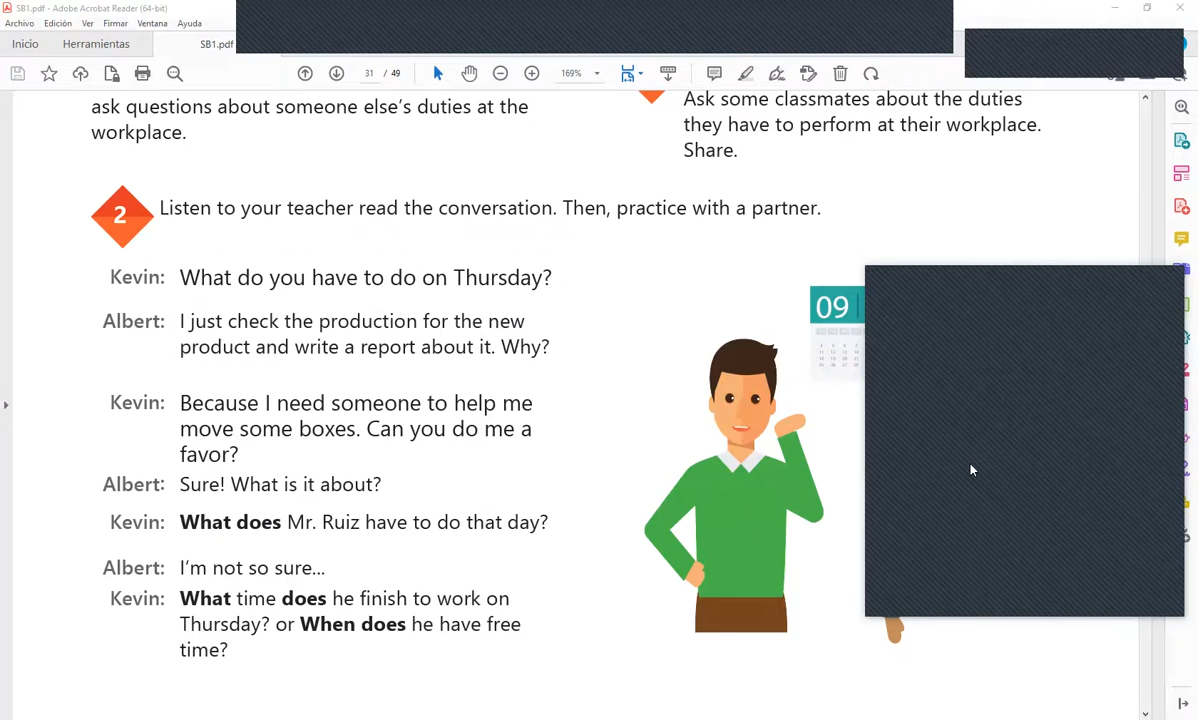 SB1.pdf - Adobe Acrobat Reader (64-bit)
Archivo Edición Ver Firmar Ventana Ayuda
Inicio Herramientas SB1.pdf
31 / 49 169%
ask questions about someone else's duties at the
workplace.
Ask some classmates about the duties
they have to perform at their workplace.
Share.
2 Listen to your teacher read the conversation. Then, practice with a partner.
Kevin: What do you have to do on Thursday?
Albert: I just check the production for the new
product and write a report about it. Why?
Kevin: Because I need someone to help me
move some boxes. Can you do me a
favor?
Albert: Sure! What is it about?
Kevin: What does Mr. Ruiz have to do that day?
Albert: I'm not so sure...
Kevin: What time does he finish to work on
Thursday? or When does he have free
time?
09